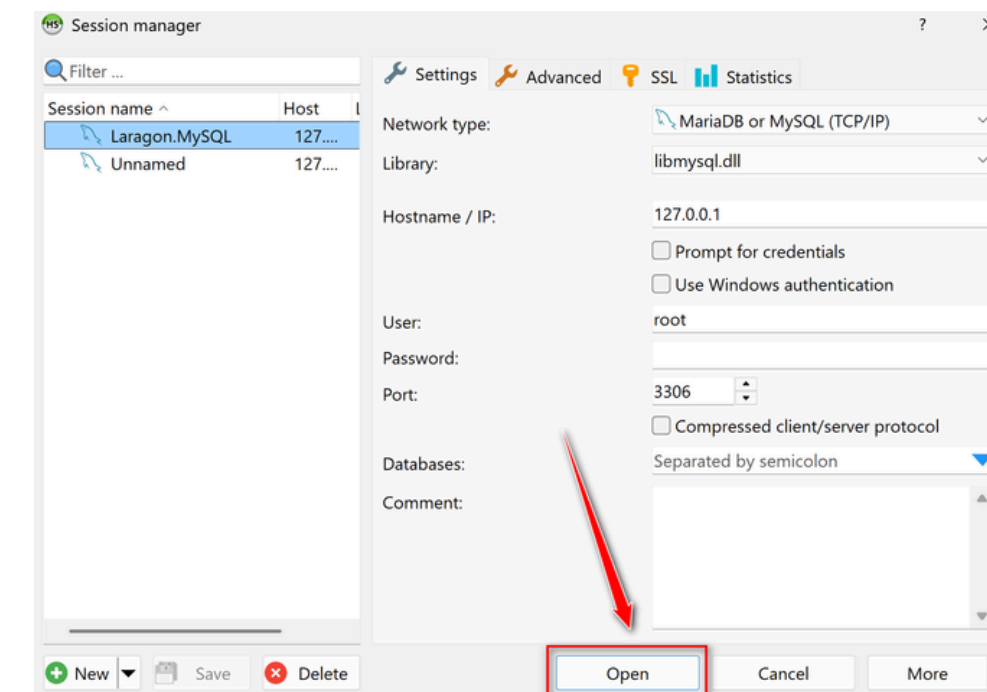 HS Session manager ?
Filter ...
Session name Host
Laragon.MySQL 127....
Unnamed 127....
Settings Advanced SSL Statistics
Network type: MariaDB or MySQL (TCP/IP)
Library: libmysql.dll
Hostname / IP: 127.0.0.1
Prompt for credentials
Use Windows authentication
User: root
Password:
Port: 3306
Compressed client/server protocol
Databases: Separated by semicolon
Comment:
New Save Delete Open Cancel More